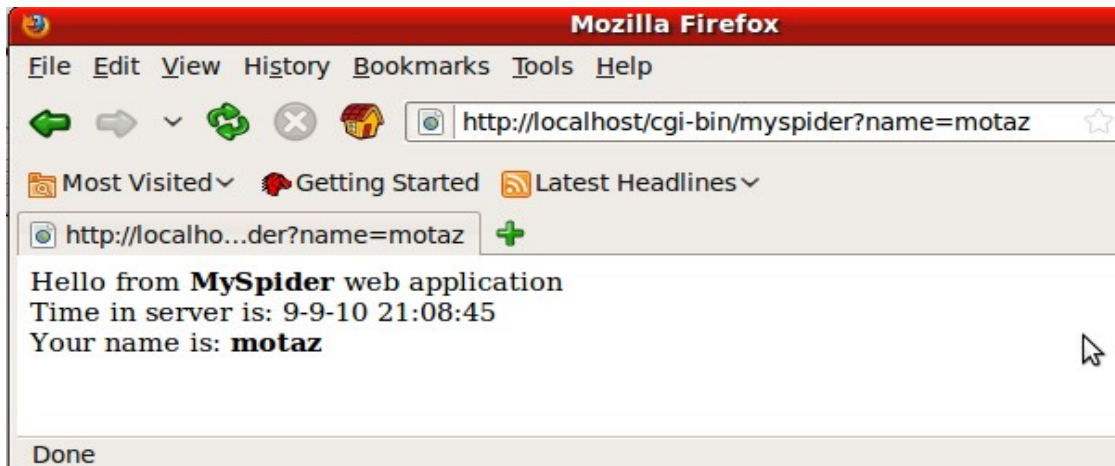 Mozilla Firefox
File Edit View History Bookmarks Tools Help
http://localhost/cgi-bin/myspider?name=motaz
Most Visited Getting Started Latest Headlines
http://localho...der?name=motaz
Hello from MySpider web application
Time in server is: 9-9-10 21:08:45
Your name is: motaz
Done